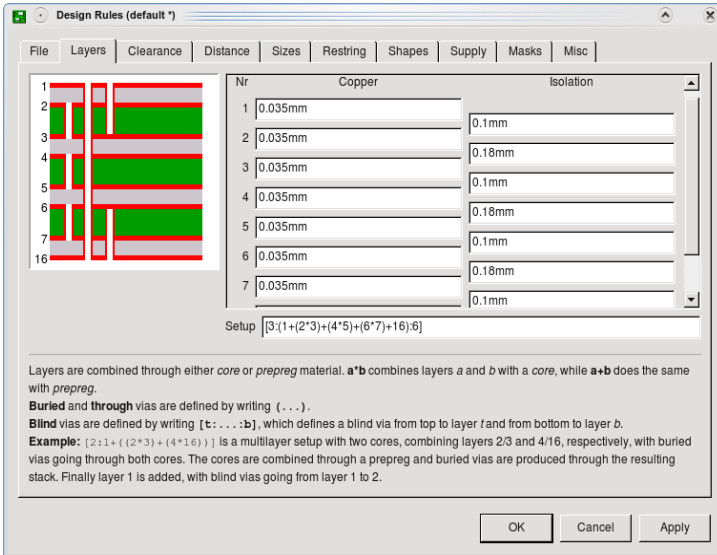 Design Rules (default *)
File Layers Clearance Distance Sizes Restring Shapes Supply Masks Misc
Nr Copper Isolation
1
2
3
4
5
6
7
16
1 0.035mm
0.1mm
2 0.035mm
0.18mm
3 0.035mm
0.1mm
4 0.035mm
0.18mm
5 0.035mm
0.1mm
6 0.035mm
0.18mm
7 0.035mm
0.1mm
Setup [3:(1+(2*3)+(4*5)+(6*7)+16):6]
Layers are combined through either core or prepreg material. a*b combines layers a and b with a core, while a+b does the same
with prepreg.
Buried and through vias are defined by writing (...).
Blind vias are defined by writing [t:...:b], which defines a blind via from top to layer t and from bottom to layer b.
Example: [2:1+((2*3)+(4*16))] is a multilayer setup with two cores, combining layers 2/3 and 4/16, respectively, with buried
vias going through both cores. The cores are combined through a prepreg and buried vias are produced through the resulting
stack. Finally layer 1 is added, with blind vias going from layer 1 to 2.
OK Cancel Apply